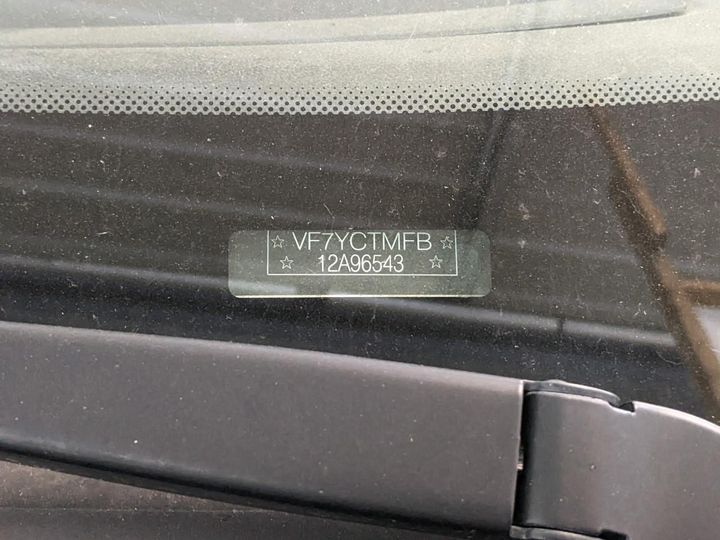 ☆ VF7YCTMFB ☆
☆ 12A96543 ☆